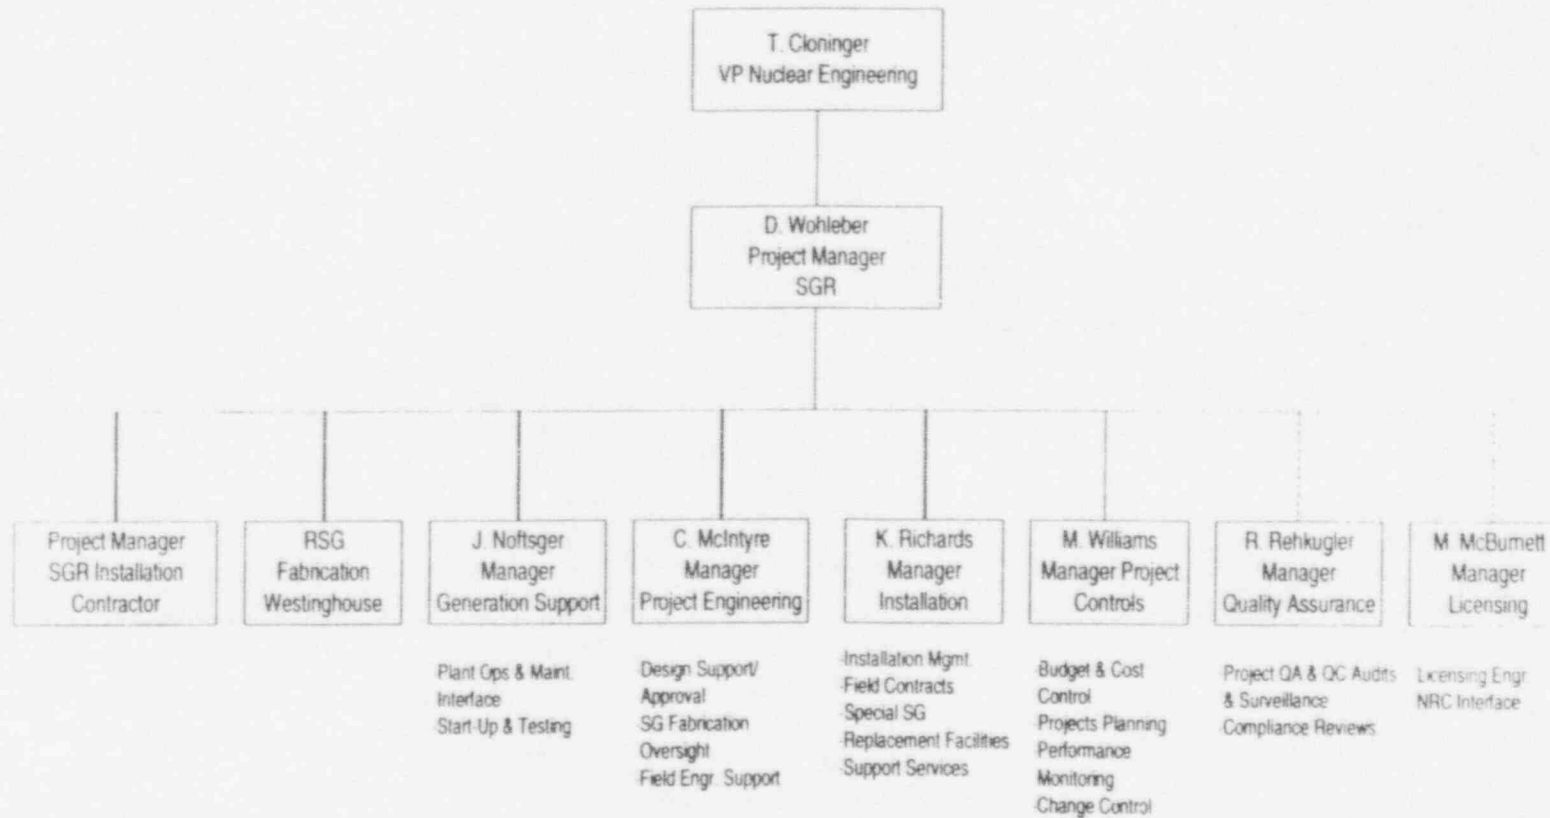 T. Cloninger
VP Nuclear Engineering
D. Wohleber
Project Manager
SGR
Project Manager
SGR Installation
Contractor
RSG
Fabrication
Westinghouse
J. Noftsger
Manager
Generation Support
Plant Ops & Maint.
Interface
Start-Up & Testing
C. McIntyre
Manager
Project Engineering
-Design Support/
Approval
-SG Fabrication
Oversight
-Field Engr. Support
K. Richards
Manager
Installation
-Installation Mgmt.
-Field Contracts
-Special SG
-Replacement Facilities
-Support Services
M. Williams
Manager Project
Controls
-Budget & Cost
Control
-Projects Planning
-Performance
Monitoring
-Change Control
R. Rehkugler
Manager
Quality Assurance
-Project QA & QC Audits
& Surveillance
-Compliance Reviews
M. McBurnett
Manager
Licensing
Licensing Engr.
NRC Interface